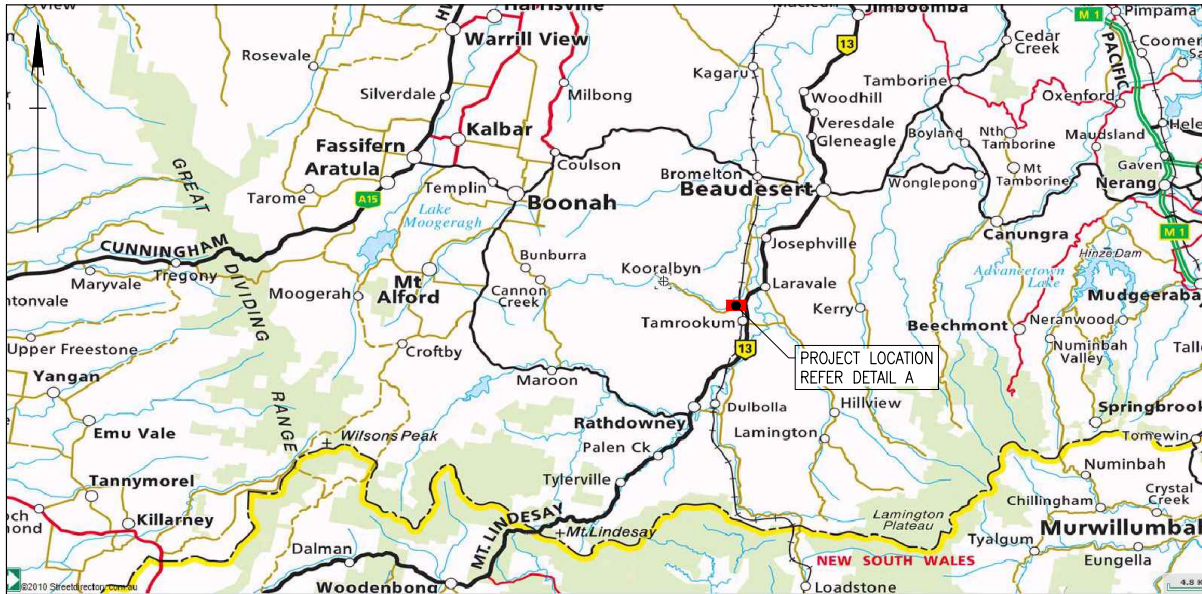 Harrisville
Jimboomba
M 1
Pimpama
Rosevale
Warrill View
13
Cedar
Creek
PACIFIC
Coomera
Kagaru
Tamborine
Silverdale
Milbong
Woodhill
Oxenford
Kalbar
Veresdale
Gleneagle
Boyland
Nth
Tamborine
Maudsland
Fassifern
Aratula
Coulson
Bromelton
Beaudesert
Wonglepong
Mt
Tamborine
Gaven
Nerang
Tarome
A15
Templin
Boonah
GREAT
DIVIDING
RANGE
Lake
Moogeragh
CUNNINGHAM
Tregony
Maryvale
Josephville
Canungra
M 1
Hinze Dam
Bunburra
Kooralbyn
Advancetown
Lake
Moogerah
Mt
Alford
Cannon
Creek
Laravale
Kerry
Mudgeeraba
Tamrookum
Beechmont
Neranwood
Upper Freestone
Croftby
13
PROJECT LOCATION
REFER DETAIL A
Numinbah
Valley
Yangan
Maroon
Emu Vale
Wilsons Peak
Rathdowney
Dulbolla
Hillview
Springbrook
Palen Ck
Lamington
Tomewin
Tannymorel
Tylerville
Numinbah
Killarney
MT. LINDESAY
Mt. Lindesay
Lamington
Plateau
Chillingham
Crystal
Creek
Dalman
Murwillumbah
Tyalgum
Woodenbong
NEW SOUTH WALES
Eungella
Loadstone
©2010 Streetdirectory.com.au